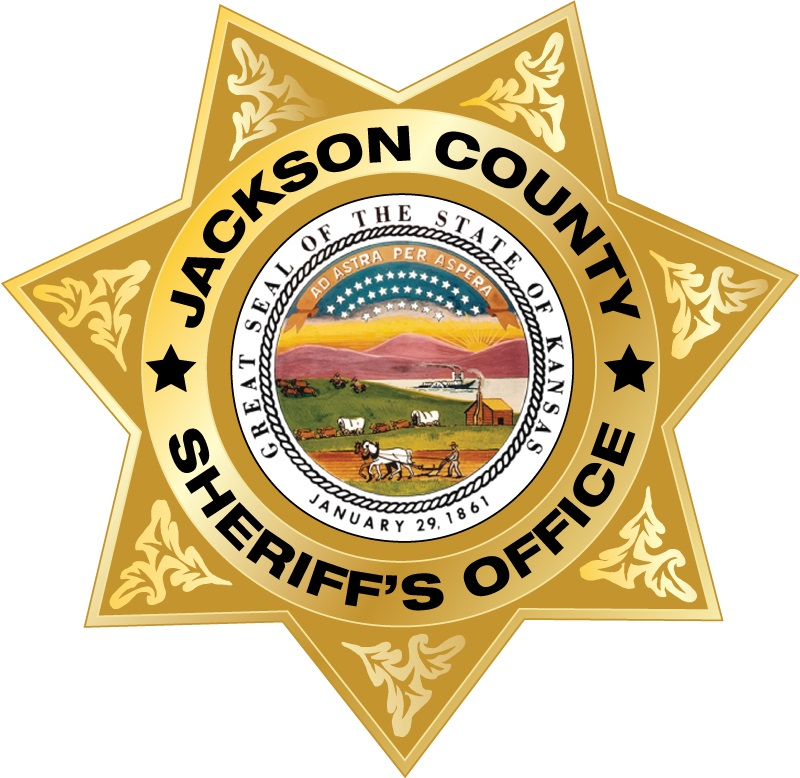 JACKSON COUNTY
GREAT SEAL OF THE STATE OF KANSAS
AD ASTRA PER ASPERA
JANUARY 29, 1861
SHERIFF'S OFFICE